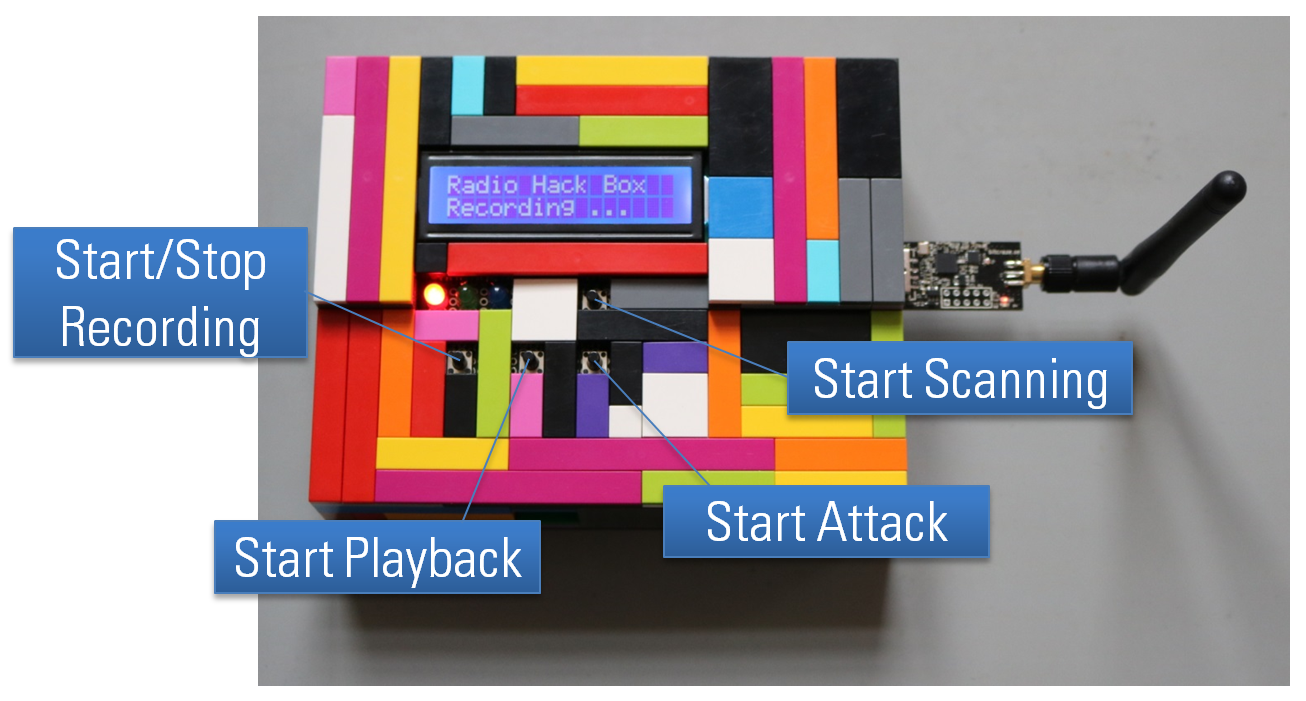 Radio Hack Box
Recording ...
Start/Stop
Recording
Start Scanning
Start Attack
Start Playback